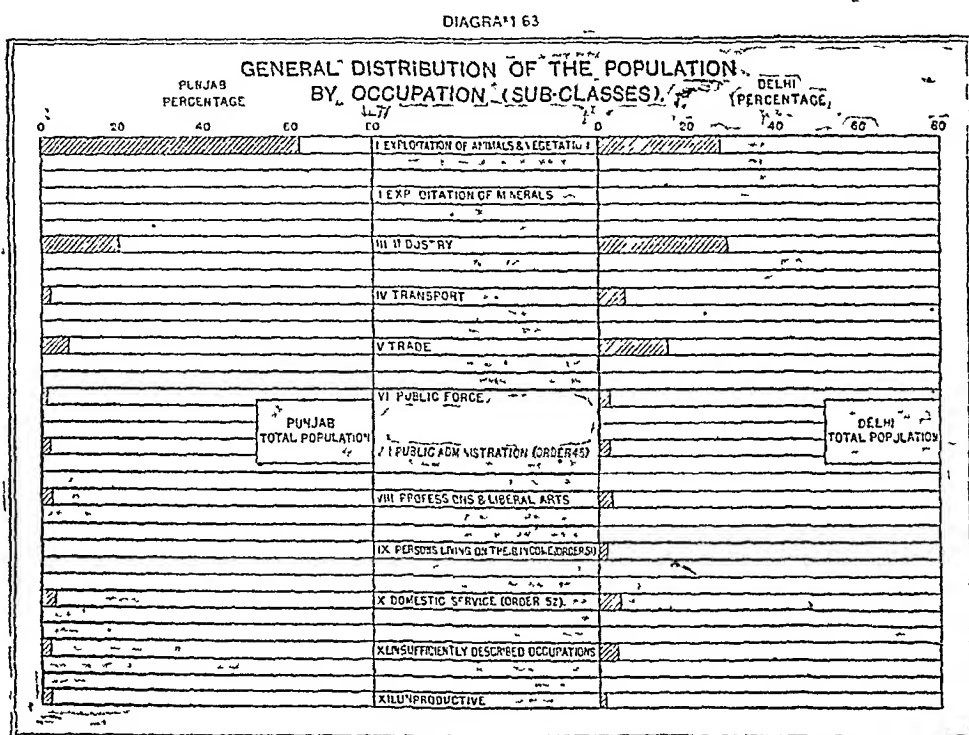 DIAGRAM 63
GENERAL DISTRIBUTION OF THE POPULATION
BY OCCUPATION (SUB-CLASSES).
PUNJAB
PERCENTAGE
DELHI
(PERCENTAGE)
0 20 40 60 80
0 20 40 60 80
I EXPLOITATION OF ANIMALS & VEGETATION
I EXPLOITATION OF MINERALS
III INDUSTRY
IV TRANSPORT
V TRADE
VI PUBLIC FORCE
PUNJAB
TOTAL POPULATION
DELHI
TOTAL POPULATION
VII PUBLIC ADMINISTRATION (ORDER 45)
VIII PROFESSIONS & LIBERAL ARTS
IX PERSONS LIVING ON THEIR INCOME (ORDER 51)
X DOMESTIC SERVICE (ORDER 52).
XI. INSUFFICIENTLY DESCRIBED OCCUPATIONS
XII. UNPRODUCTIVE